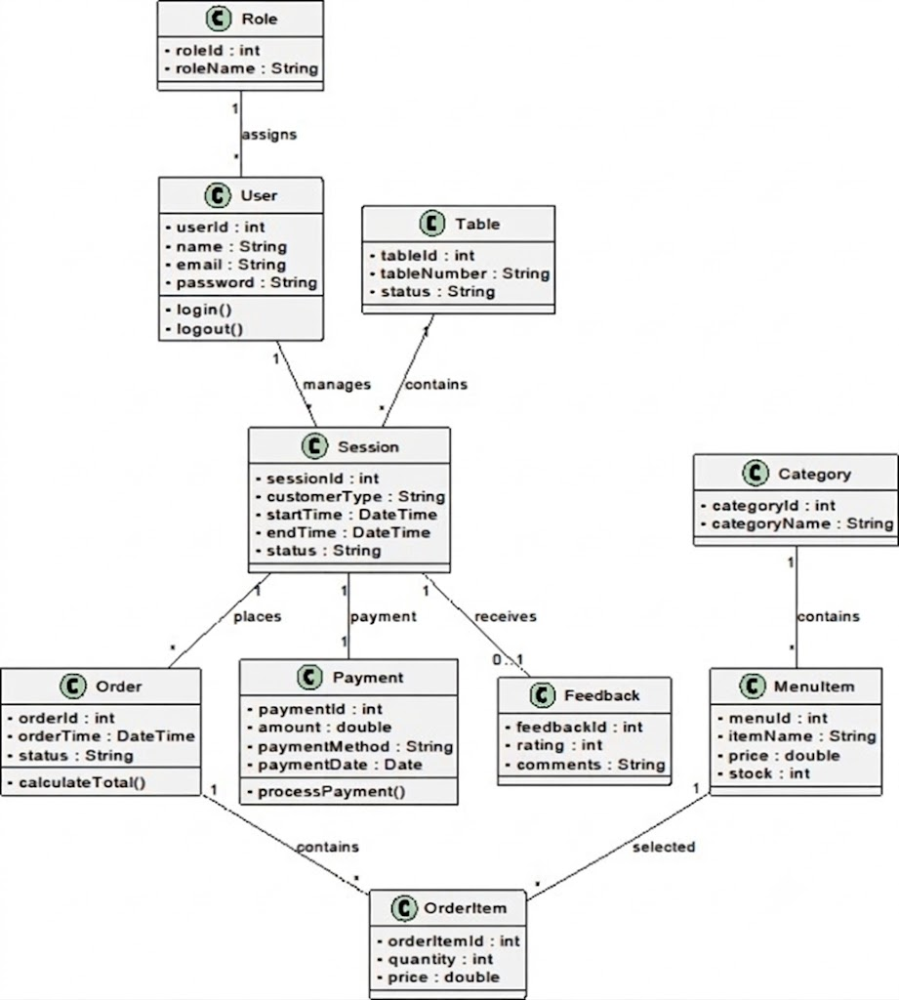 C Role
- roleId : int
- roleName : String
1
assigns
*
C User
- userId : int
- name : String
- email : String
- password : String
- login()
- logout()
C Table
- tableId : int
- tableNumber : String
- status : String
1
manages
*
1
contains
*
C Session
- sessionId : int
- customerType : String
- startTime : DateTime
- endTime : DateTime
- status : String
C Category
- categoryId : int
- categoryName : String
1
places
*
1
payment
1
1
receives
0..1
1
contains
*
C Order
- orderId : int
- orderTime : DateTime
- status : String
- calculateTotal()
C Payment
- paymentId : int
- amount : double
- paymentMethod : String
- paymentDate : Date
- processPayment()
C Feedback
- feedbackId : int
- rating : int
- comments : String
C MenuItem
- menuId : int
- itemName : String
- price : double
- stock : int
1
contains
*
1
selected
*
C OrderItem
- orderItemId : int
- quantity : int
- price : double